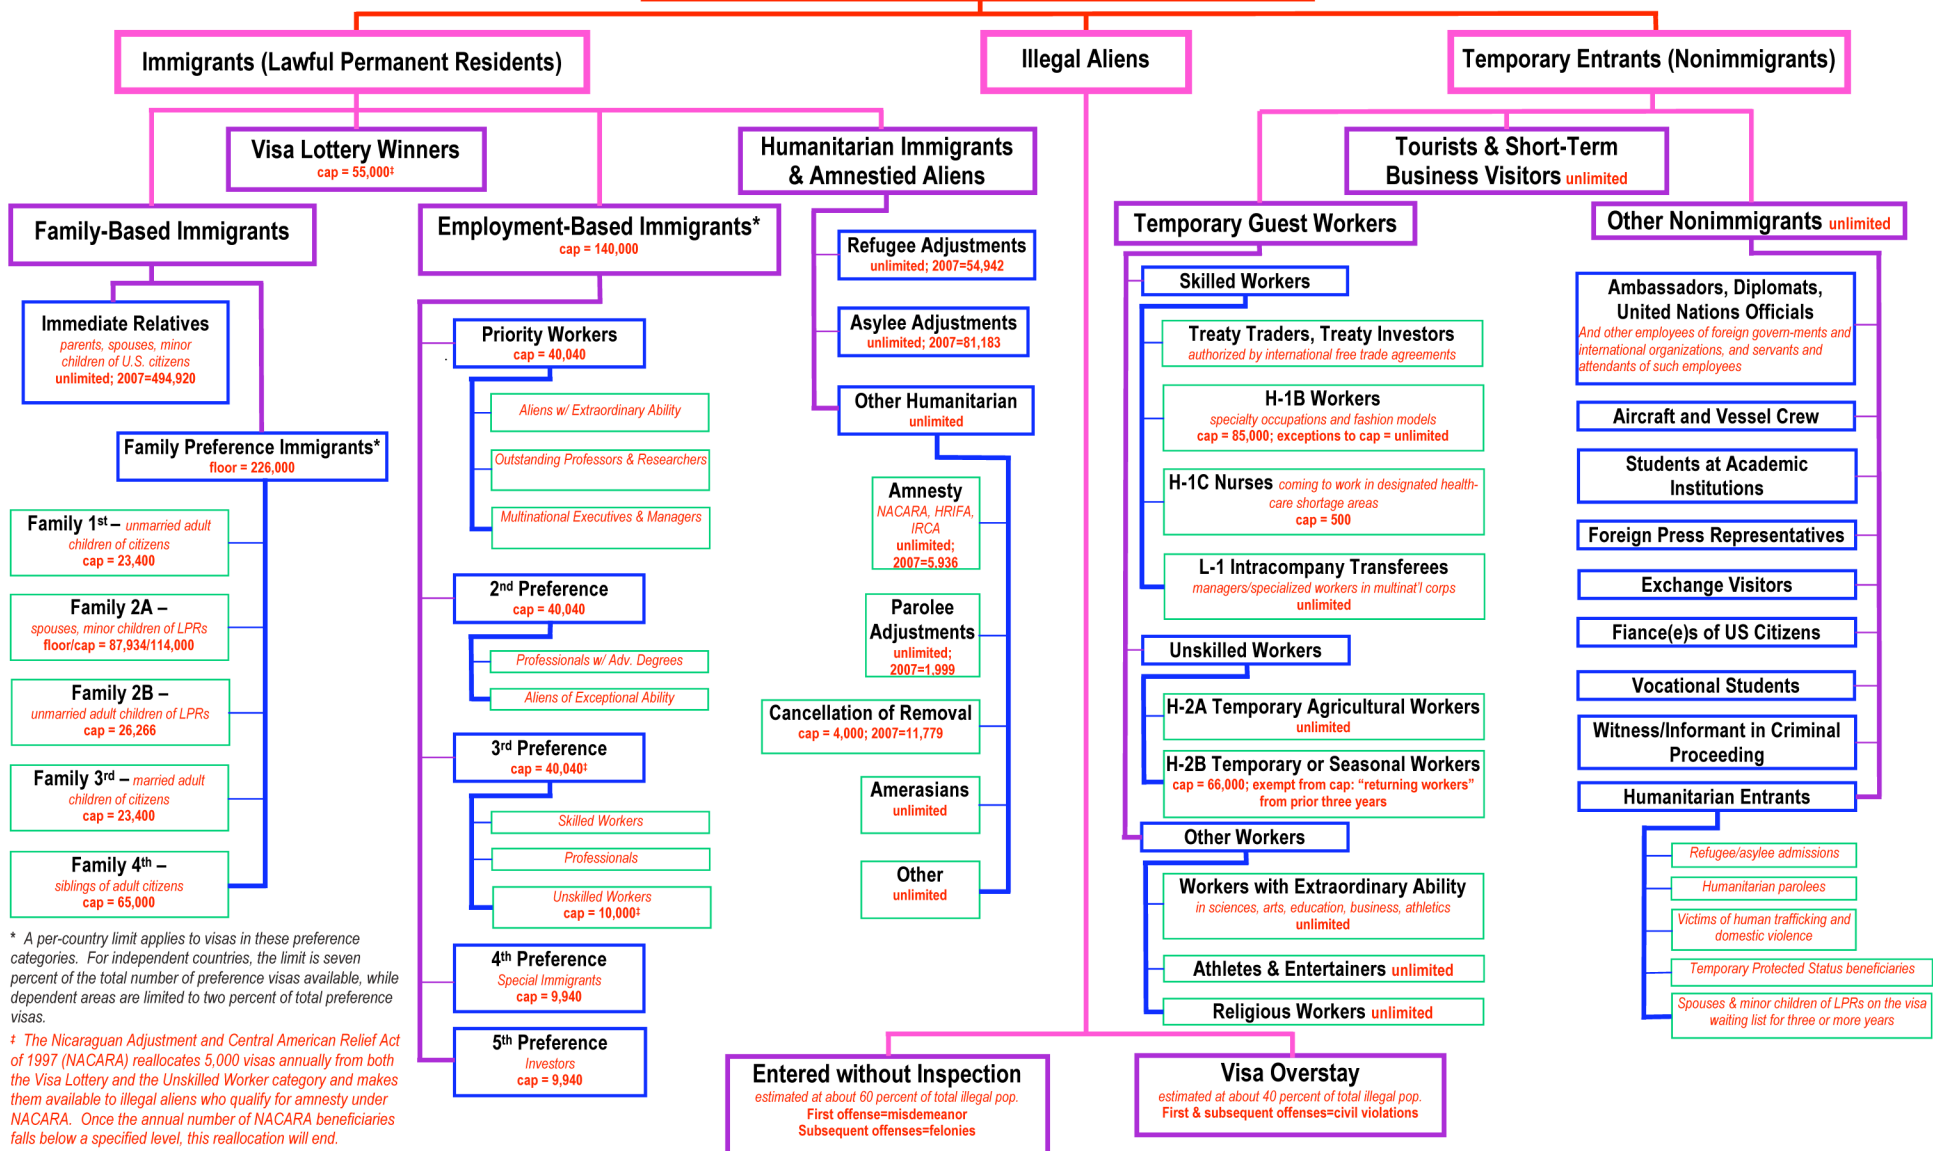 Immigrants (Lawful Permanent Residents)
Illegal Aliens
Temporary Entrants (Nonimmigrants)
Visa Lottery Winners
cap = 55,000‡
Humanitarian Immigrants
& Amnestied Aliens
Tourists & Short-Term
Business Visitors unlimited
Family-Based Immigrants
Employment-Based Immigrants*
cap = 140,000
Temporary Guest Workers
Other Nonimmigrants unlimited
Immediate Relatives
parents, spouses, minor
children of U.S. citizens
unlimited; 2007=494,920
Family Preference Immigrants*
floor = 226,000
Family 1st – unmarried adult
children of citizens
cap = 23,400
Family 2A –
spouses, minor children of LPRs
floor/cap = 87,934/114,000
Family 2B –
unmarried adult children of LPRs
cap = 26,266
Family 3rd – married adult
children of citizens
cap = 23,400
Family 4th –
siblings of adult citizens
cap = 65,000
* A per-country limit applies to visas in these preference
categories. For independent countries, the limit is seven
percent of the total number of preference visas available, while
dependent areas are limited to two percent of total preference
visas.
‡ The Nicaraguan Adjustment and Central American Relief Act
of 1997 (NACARA) reallocates 5,000 visas annually from both
the Visa Lottery and the Unskilled Worker category and makes
them available to illegal aliens who qualify for amnesty under
NACARA. Once the annual number of NACARA beneficiaries
falls below a specified level, this reallocation will end.
Priority Workers
cap = 40,040
Aliens w/ Extraordinary Ability
Outstanding Professors & Researchers
Multinational Executives & Managers
2nd Preference
cap = 40,040
Professionals w/ Adv. Degrees
Aliens of Exceptional Ability
3rd Preference
cap = 40,040‡
Skilled Workers
Professionals
Unskilled Workers
cap = 10,000‡
4th Preference
Special Immigrants
cap = 9,940
5th Preference
Investors
cap = 9,940
Refugee Adjustments
unlimited; 2007=54,942
Asylee Adjustments
unlimited; 2007=81,183
Other Humanitarian
unlimited
Amnesty
NACARA, HRIFA,
IRCA
unlimited;
2007=5,936
Parolee
Adjustments
unlimited;
2007=1,999
Cancellation of Removal
cap = 4,000; 2007=11,779
Amerasians
unlimited
Other
unlimited
Entered without Inspection
estimated at about 60 percent of total illegal pop.
First offense=misdemeanor
Subsequent offenses=felonies
Visa Overstay
estimated at about 40 percent of total illegal pop.
First & subsequent offenses=civil violations
Skilled Workers
Treaty Traders, Treaty Investors
authorized by international free trade agreements
H-1B Workers
specialty occupations and fashion models
cap = 85,000; exceptions to cap = unlimited
H-1C Nurses coming to work in designated health-
care shortage areas
cap = 500
L-1 Intracompany Transferees
managers/specialized workers in multinat'l corps
unlimited
Unskilled Workers
H-2A Temporary Agricultural Workers
unlimited
H-2B Temporary or Seasonal Workers
cap = 66,000; exempt from cap: “returning workers”
from prior three years
Other Workers
Workers with Extraordinary Ability
in sciences, arts, education, business, athletics
unlimited
Athletes & Entertainers unlimited
Religious Workers unlimited
Ambassadors, Diplomats,
United Nations Officials
And other employees of foreign govern-ments and
international organizations, and servants and
attendants of such employees
Aircraft and Vessel Crew
Students at Academic
Institutions
Foreign Press Representatives
Exchange Visitors
Fiance(e)s of US Citizens
Vocational Students
Witness/Informant in Criminal
Proceeding
Humanitarian Entrants
Refugee/asylee admissions
Humanitarian parolees
Victims of human trafficking and
domestic violence
Temporary Protected Status beneficiaries
Spouses & minor children of LPRs on the visa
waiting list for three or more years